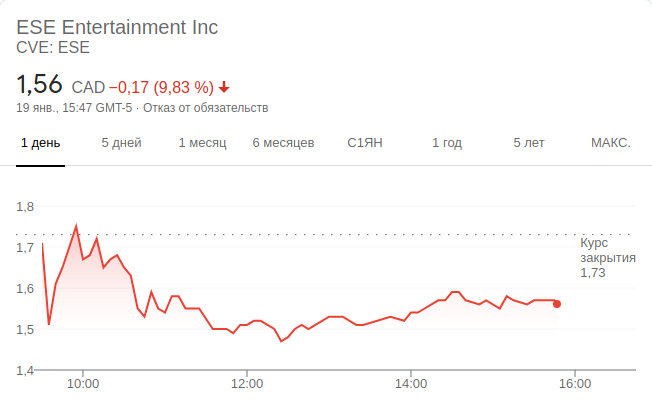 ESE Entertainment Inc
CVE: ESE
1,56 CAD −0,17 (9,83 %)
19 янв., 15:47 GMT-5 · Отказ от обязательств
1 день 5 дней 1 месяц 6 месяцев С1ЯН 1 год 5 лет МАКС.
1,8
1,7
1,6
1,5
1,4
Курс
закрытия
1,73
10:00 12:00 14:00 16:00